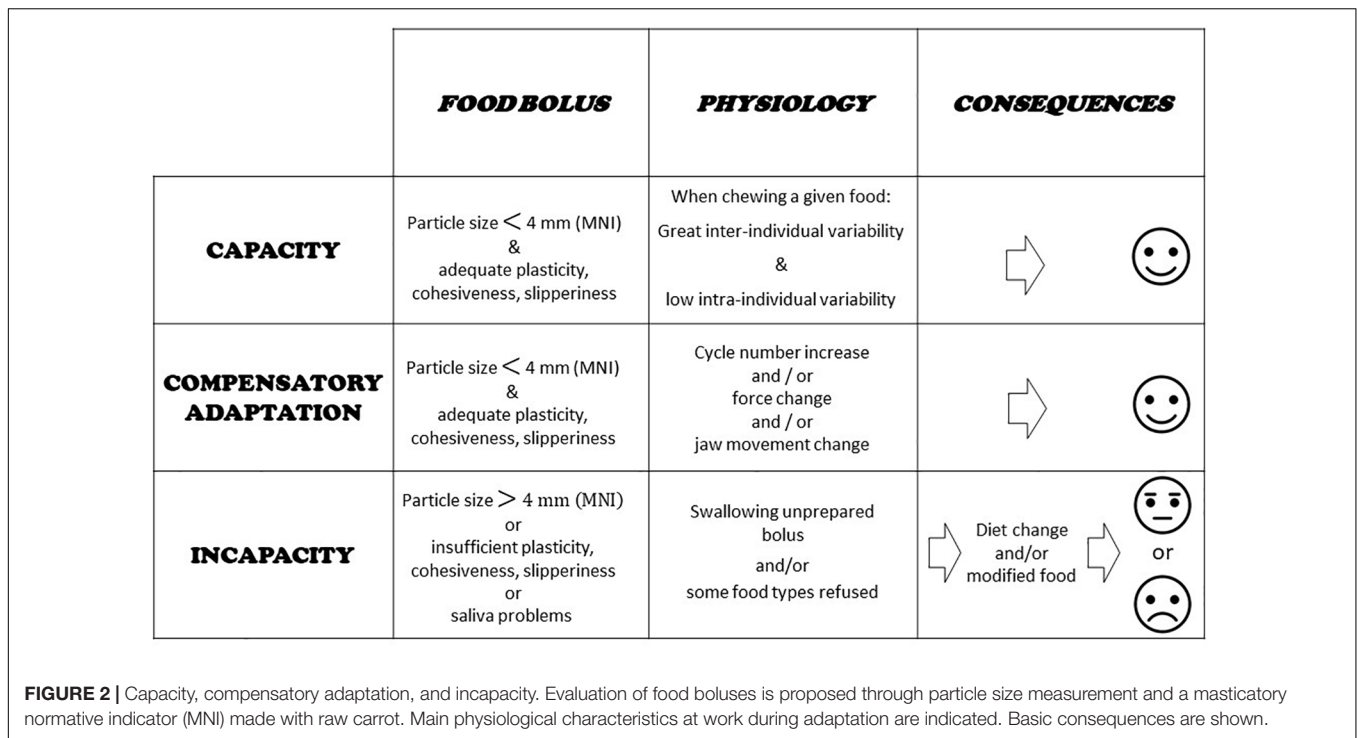 FOOD BOLUS
PHYSIOLOGY
CONSEQUENCES
CAPACITY
Particle size < 4 mm (MNI)
&
adequate plasticity,
cohesiveness, slipperiness
When chewing a given food:
Great inter-individual variability
&
low intra-individual variability
COMPENSATORY
ADAPTATION
Particle size < 4 mm (MNI)
&
adequate plasticity,
cohesiveness, slipperiness
Cycle number increase
and / or
force change
and / or
jaw movement change
INCAPACITY
Particle size > 4 mm (MNI)
or
insufficient plasticity,
cohesiveness, slipperiness
or
saliva problems
Swallowing unprepared
bolus
and/or
some food types refused
Diet change
and/or
modified food
or
FIGURE 2 | Capacity, compensatory adaptation, and incapacity. Evaluation of food boluses is proposed through particle size measurement and a masticatory
normative indicator (MNI) made with raw carrot. Main physiological characteristics at work during adaptation are indicated. Basic consequences are shown.